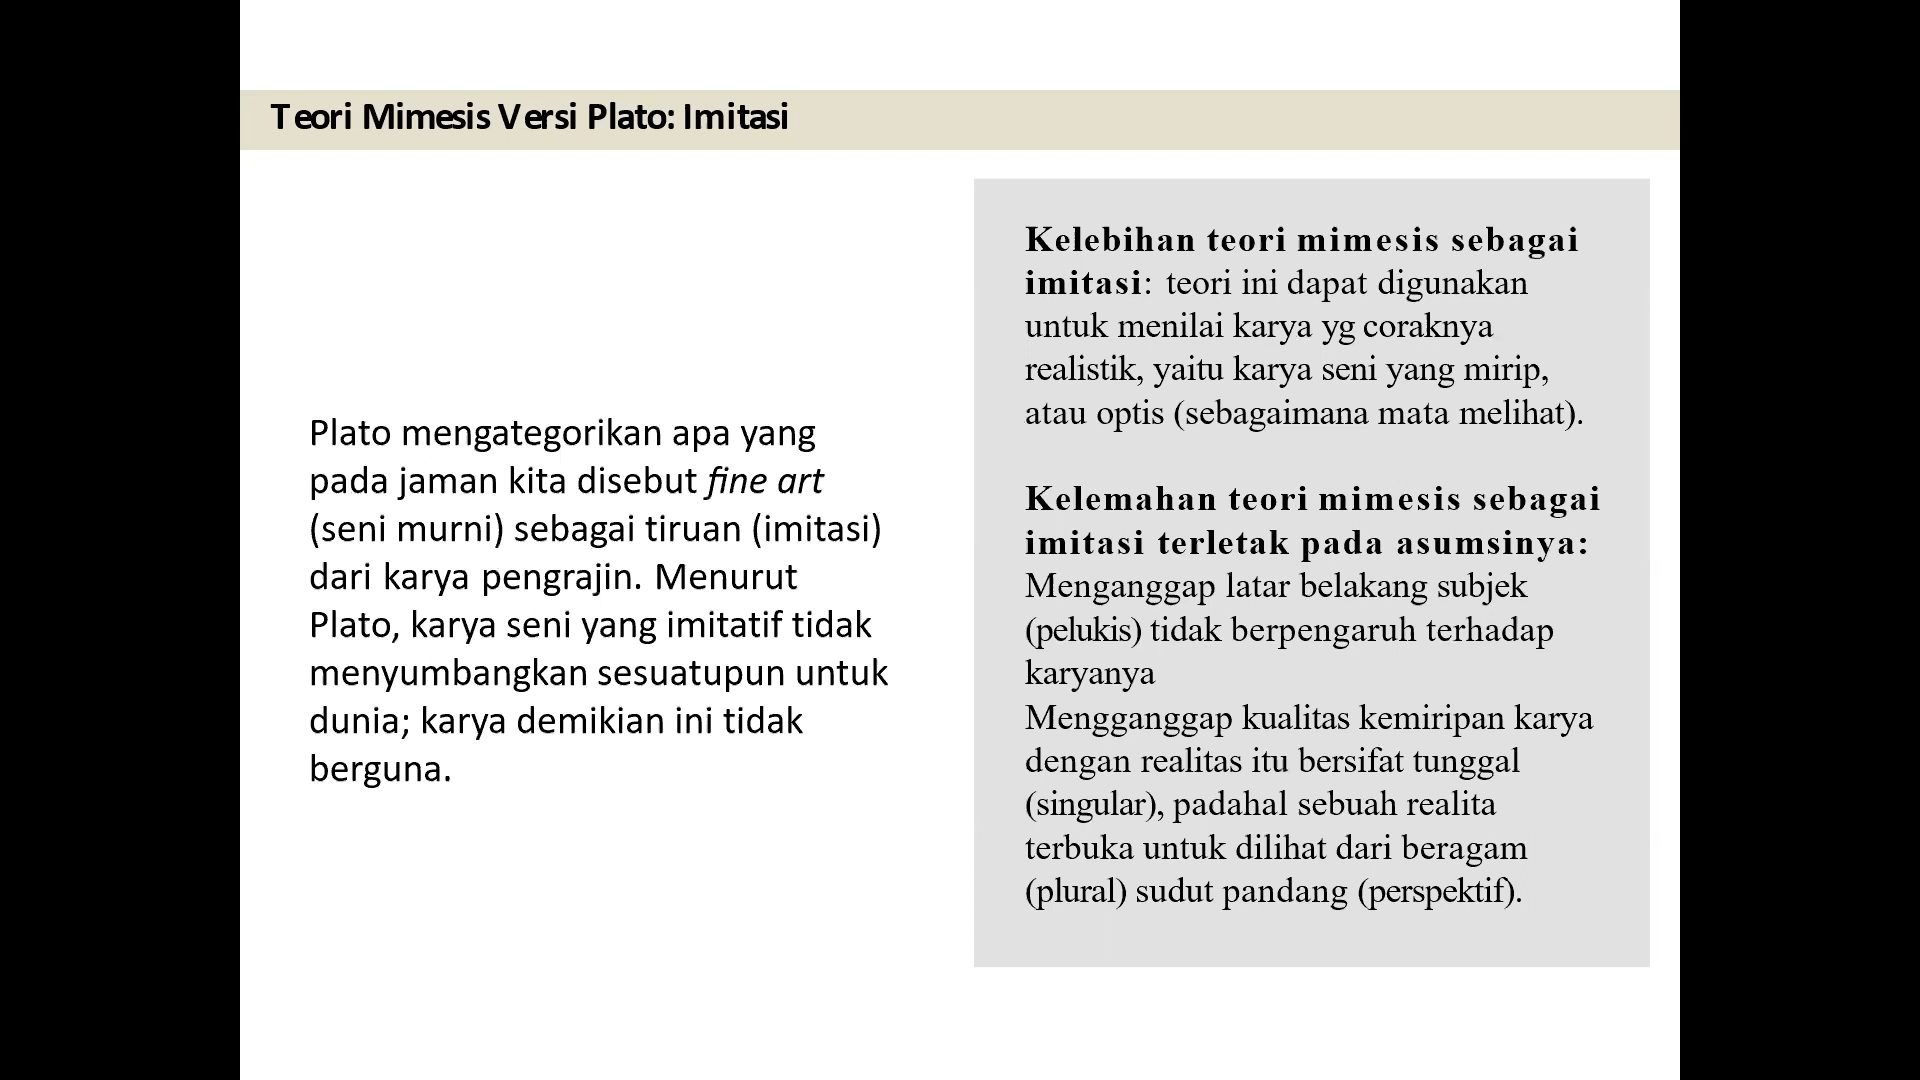 Teori Mimesis Versi Plato: Imitasi
Plato mengategorikan apa yang
pada jaman kita disebut fine art
(seni murni) sebagai tiruan (imitasi)
dari karya pengrajin. Menurut
Plato, karya seni yang imitatif tidak
menyumbangkan sesuatupun untuk
dunia; karya demikian ini tidak
berguna.
Kelebihan teori mimesis sebagai
imitasi: teori ini dapat digunakan
untuk menilai karya yg coraknya
realistik, yaitu karya seni yang mirip,
atau optis (sebagaimana mata melihat).
Kelemahan teori mimesis sebagai
imitasi terletak pada asumsinya:
Menganggap latar belakang subjek
(pelukis) tidak berpengaruh terhadap
karyanya
Mengganggap kualitas kemiripan karya
dengan realitas itu bersifat tunggal
(singular), padahal sebuah realita
terbuka untuk dilihat dari beragam
(plural) sudut pandang (perspektif).